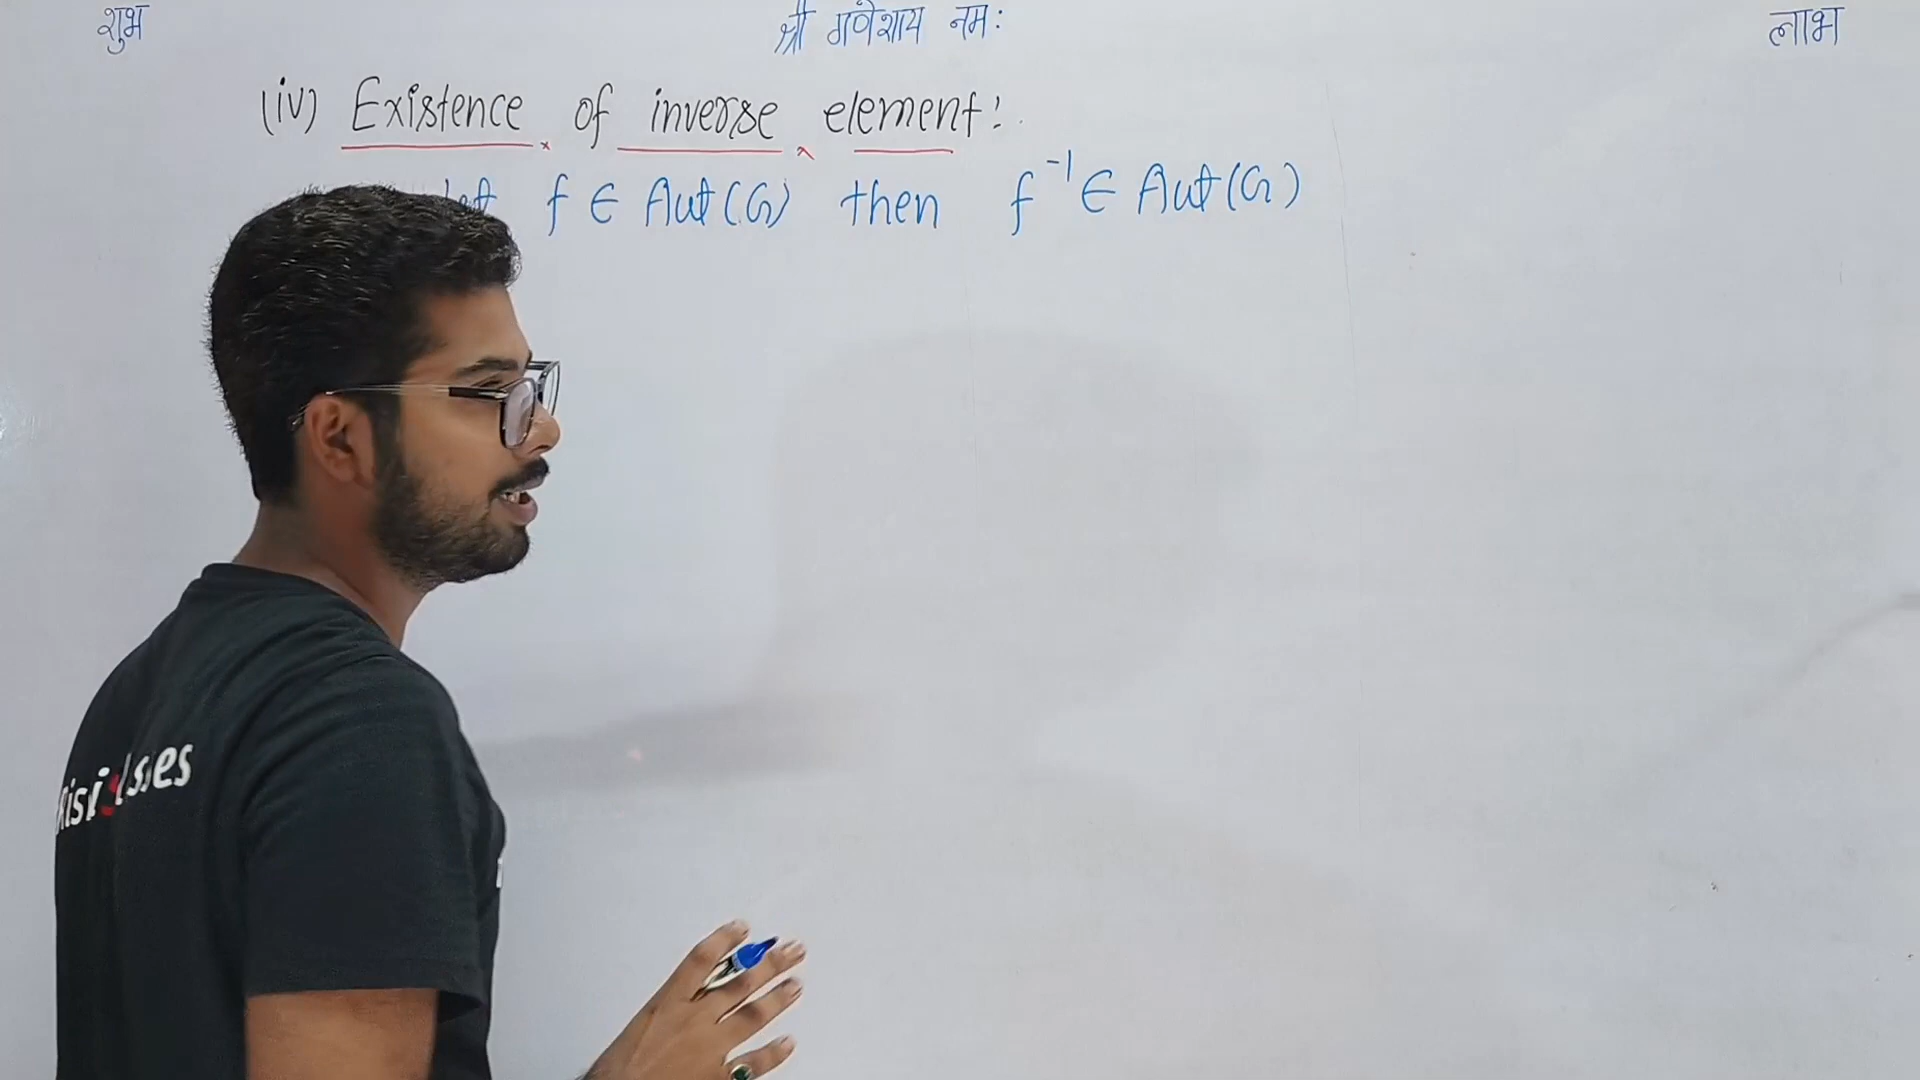 शुभ श्री गणेशाय नमः लाभ
(iv) Existence of inverse element:
f ∈ Aut(G) then f⁻¹ ∈ Aut(G)